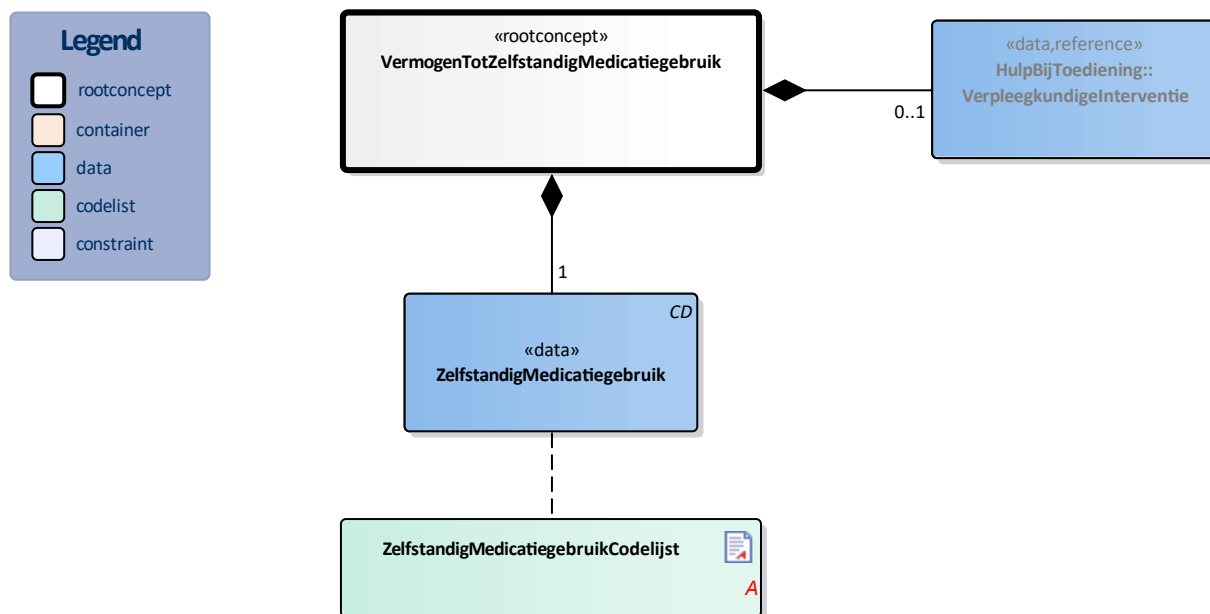 Legend
rootconcept
container
data
codelist
constraint
«rootconcept»
VermogenTotZelfstandigMedicatiegebruik
«data,reference»
HulpBijToediening::
VerpleegkundigeInterventie
0..1
1
CD
«data»
ZelfstandigMedicatiegebruik
ZelfstandigMedicatiegebruikCodelijst
A